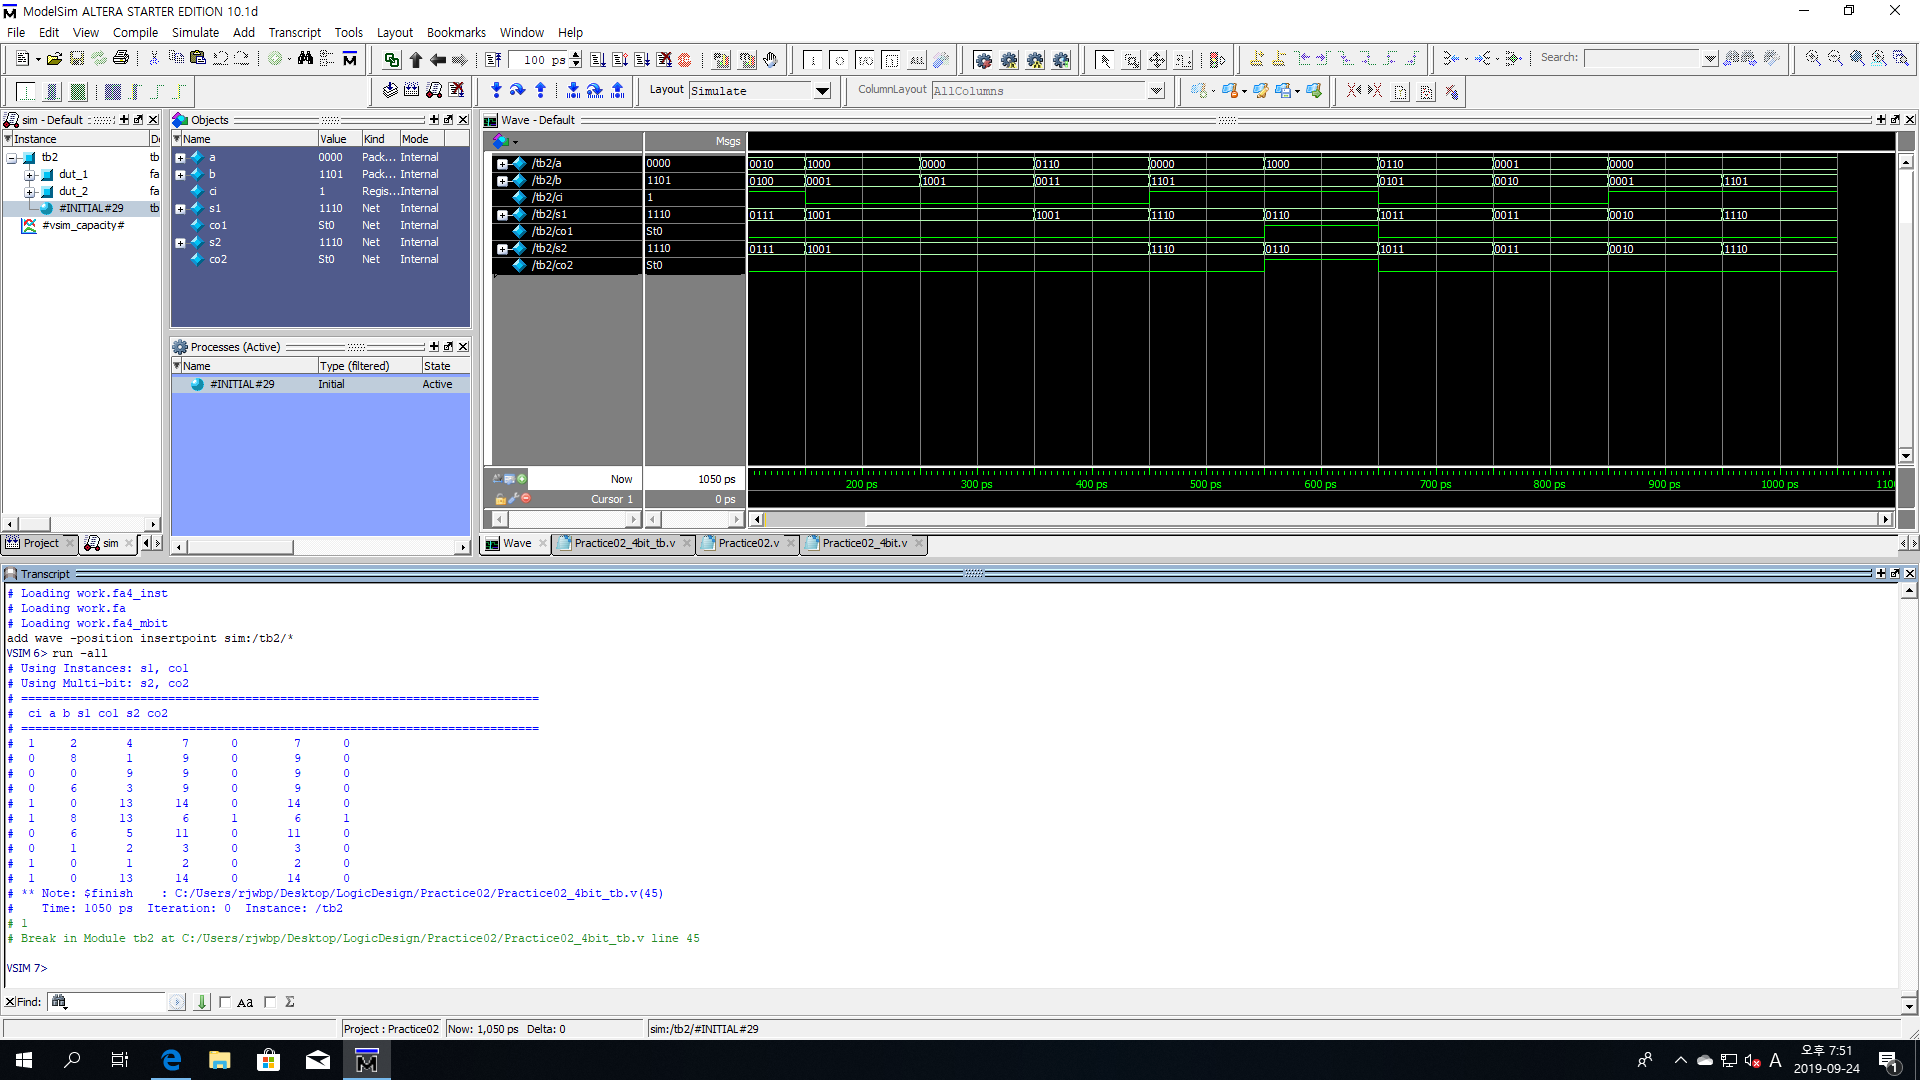 ModelSim ALTERA STARTER EDITION 10.1d
File Edit View Compile Simulate Add Transcript Tools Layout Bookmarks Window Help
100 ps
Search:
Layout Simulate
ColumnLayout AllColumns
sim - Default
Instance
tb2 tb
dut_1 fa
dut_2 fa
#INITIAL#29 tb
#vsim_capacity#
Project sim
Objects
Name Value Kind Mode
a 0000 Pack... Internal
b 1101 Pack... Internal
ci 1 Regis... Internal
s1 1110 Net Internal
co1 St0 Net Internal
s2 1110 Net Internal
co2 St0 Net Internal
Processes (Active)
Name Type (filtered) State
#INITIAL#29 Initial Active
Wave - Default
Msgs
/tb2/a 0000 0010 1000 0000 0110 0000 1000 0110 0001 0000
/tb2/b 1101 0100 0001 1001 0011 1101 0101 0010 0001 1101
/tb2/ci 1
/tb2/s1 1110 0111 1001 1001 1110 0110 1011 0011 0010 1110
/tb2/co1 St0
/tb2/s2 1110 0111 1001 1110 0110 1011 0011 0010 1110
/tb2/co2 St0
Now 1050 ps
200 ps 300 ps 400 ps 500 ps 600 ps 700 ps 800 ps 900 ps 1000 ps 1100
Cursor 1 0 ps
Wave Practice02_4bit_tb.v Practice02.v Practice02_4bit.v
Transcript
# Loading work.fa4_inst
# Loading work.fa
# Loading work.fa4_mbit
add wave -position insertpoint sim:/tb2/*
VSIM 6> run -all
# Using Instances: s1, co1
# Using Multi-bit: s2, co2
# ==========================================================================
#  ci a b s1 co1 s2 co2
# ==========================================================================
# 1 2 4 7 0 7 0
# 0 8 1 9 0 9 0
# 0 0 9 9 0 9 0
# 0 6 3 9 0 9 0
# 1 0 13 14 0 14 0
# 1 8 13 6 1 6 1
# 0 6 5 11 0 11 0
# 0 1 2 3 0 3 0
# 1 0 1 2 0 2 0
# 1 0 13 14 0 14 0
# ** Note: $finish    : C:/Users/rjwbp/Desktop/LogicDesign/Practice02/Practice02_4bit_tb.v(45)
#    Time: 1050 ps  Iteration: 0  Instance: /tb2
# 1
# Break in Module tb2 at C:/Users/rjwbp/Desktop/LogicDesign/Practice02/Practice02_4bit_tb.v line 45
VSIM 7>
Find: Aa Σ
Project : Practice02 Now: 1,050 ps Delta: 0 sim:/tb2/#INITIAL#29
A 오후 7:51
2019-09-24
1